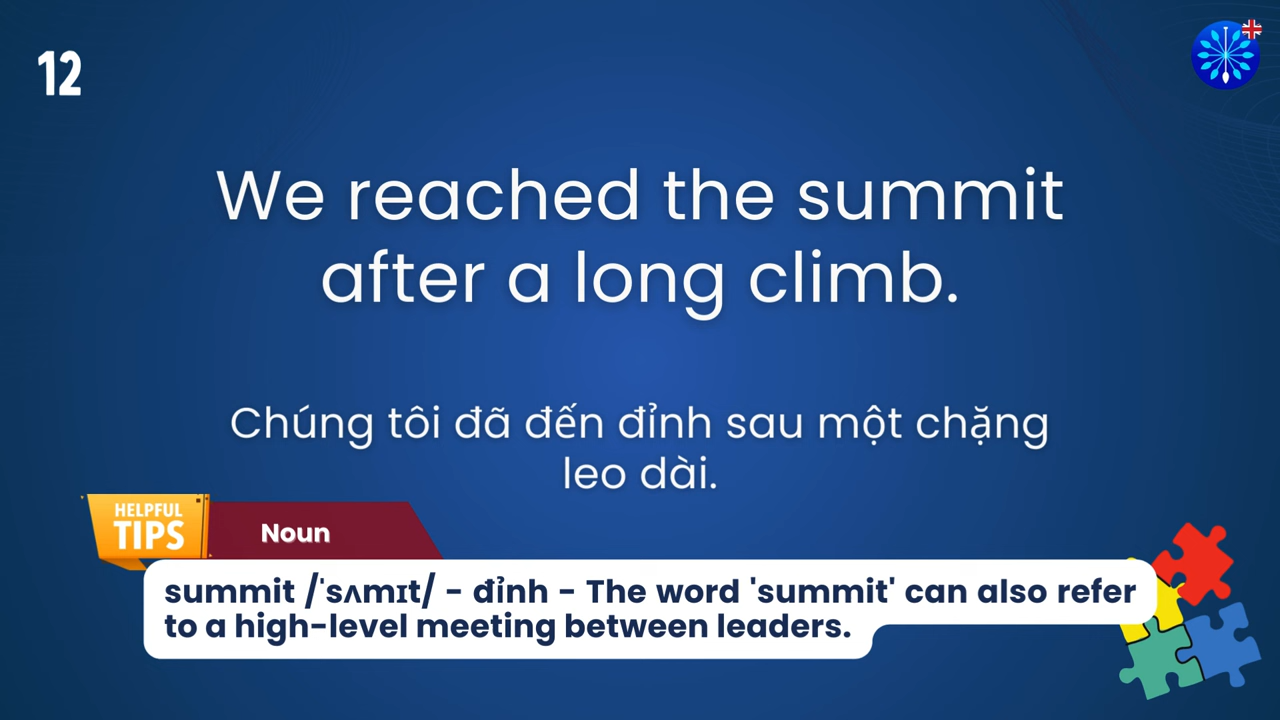 12
We reached the summit
after a long climb.
Chúng tôi đã đến đỉnh sau một chặng
leo dài.
HELPFUL
TIPS
Noun
summit /ˈsʌmɪt/ - đỉnh - The word 'summit' can also refer
to a high-level meeting between leaders.